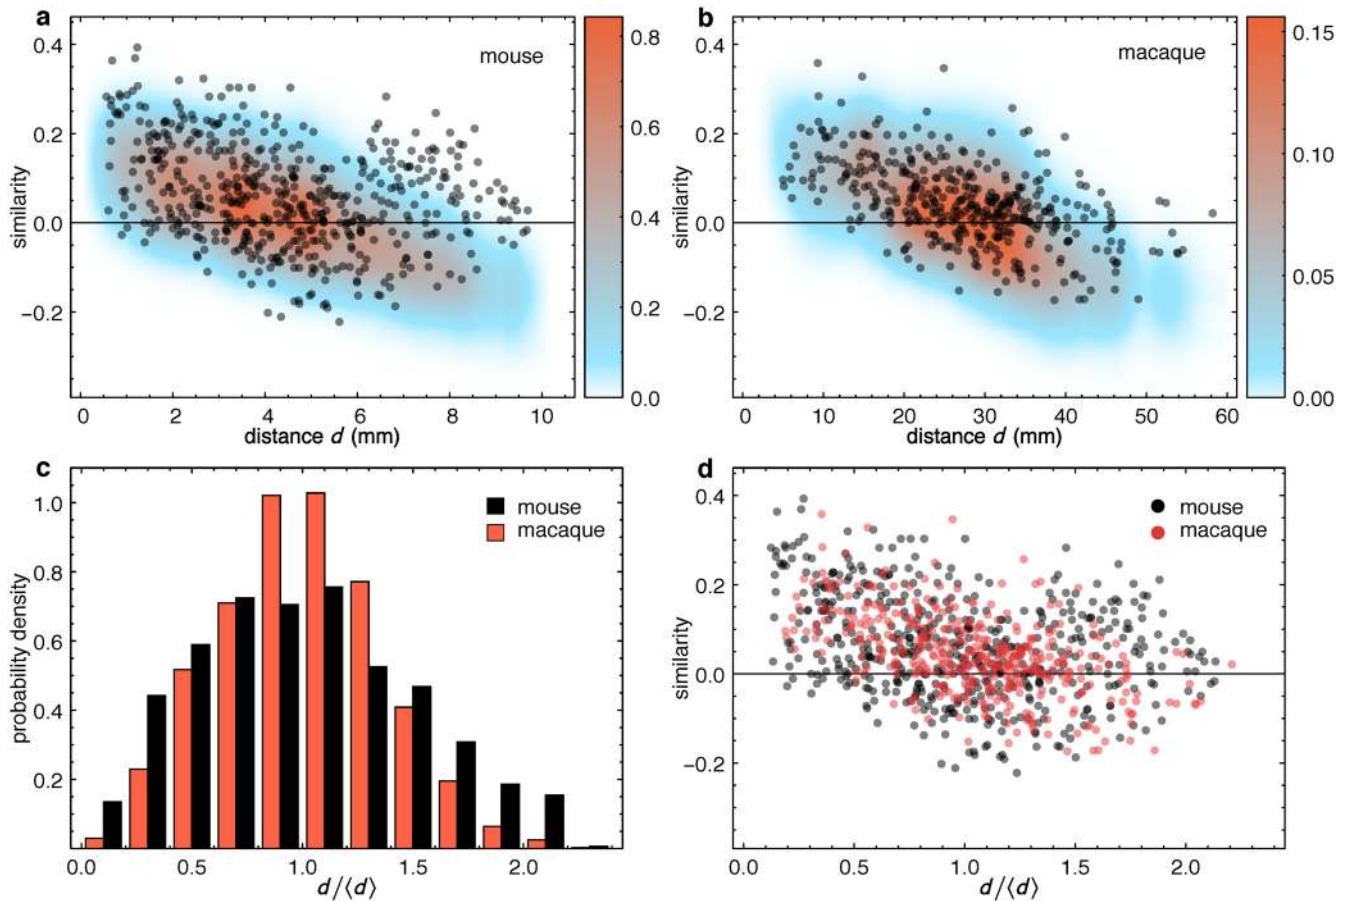 a
mouse
similarity
0.4
0.2
0.0
−0.2
0 2 4 6 8 10
distance d (mm)
0.8
0.6
0.4
0.2
0.0
b
macaque
similarity
0.4
0.2
0.0
−0.2
0 10 20 30 40 50 60
distance d (mm)
0.15
0.10
0.05
0.00
c
mouse
macaque
probability density
1.0
0.8
0.6
0.4
0.2
0.0 0.5 1.0 1.5 2.0
d/⟨d⟩
d
mouse
macaque
similarity
0.4
0.2
0.0
−0.2
0.0 0.5 1.0 1.5 2.0
d/⟨d⟩